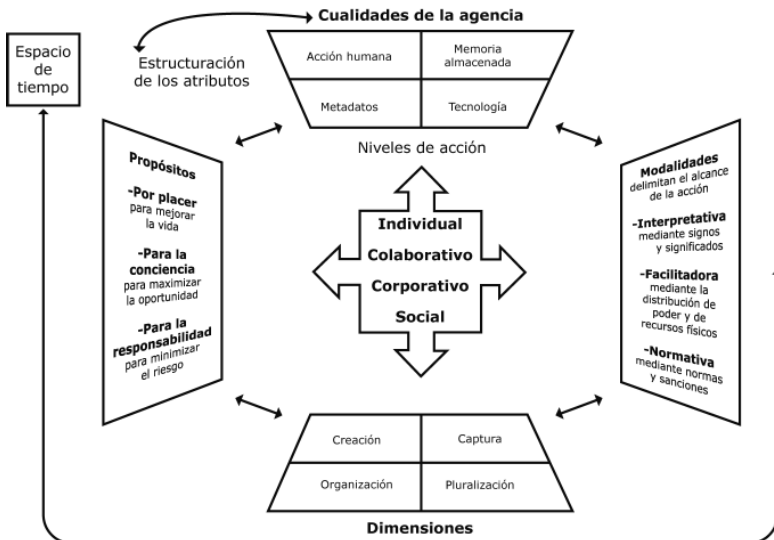 Cualidades de la agencia
Espacio
de
tiempo
Estructuración
de los atributos
Acción humana
Memoria
almacenada
Metadatos
Tecnología
Niveles de acción
Propósitos
-Por placer
para mejorar
la vida
-Para la
conciencia
para maximizar
la oportunidad
-Para la
responsabilidad
para minimizar
el riesgo
Individual
Colaborativo
Corporativo
Social
Modalidades
delimitan el alcance
de la acción
-Interpretativa
mediante signos
y significados
-Facilitadora
mediante la
distribución de
poder y de
recursos físicos
-Normativa
mediante normas
y sanciones
Creación
Captura
Organización
Pluralización
Dimensiones